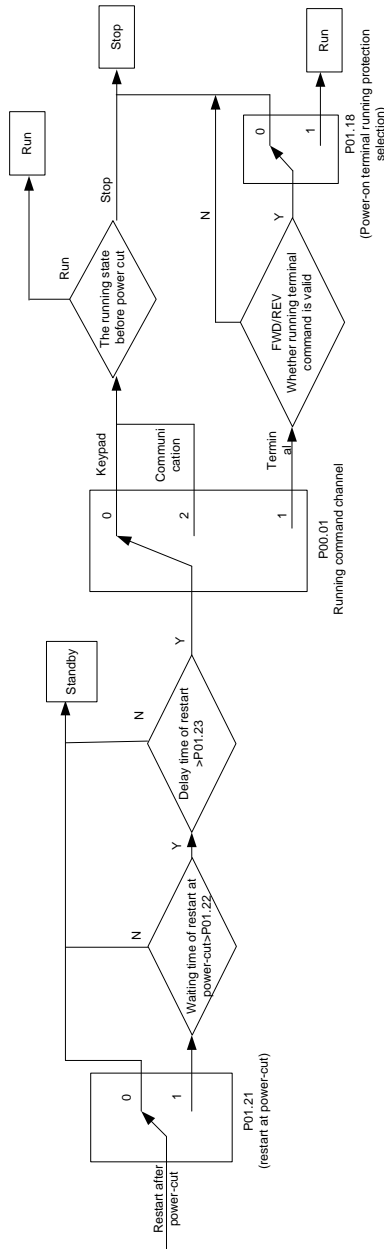 Restart after
power-cut
0
1
P01.21
(restart at power-cut)
Waiting time of restart at
power-cut>P01.22
N
Y
Delay time of restart
>P01.23
N
Y
Standby
0
2
1
P00.01
Running command channel
Keypad
Communi
cation
Termin
al
The running state
before power cut
Run
Stop
Run
Stop
FWD/REV
Whether running terminal
command is valid
N
Y
0
1
P01.18
(Power-on terminal running protection
selection)
Run